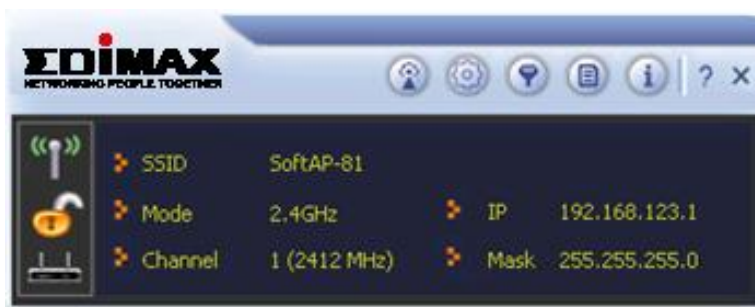 EDIMAX
NETWORKING PEOPLE TOGETHER
i ? ×
SSID SoftAP-81
Mode 2.4GHz IP 192.168.123.1
Channel 1 (2412 MHz) Mask 255.255.255.0